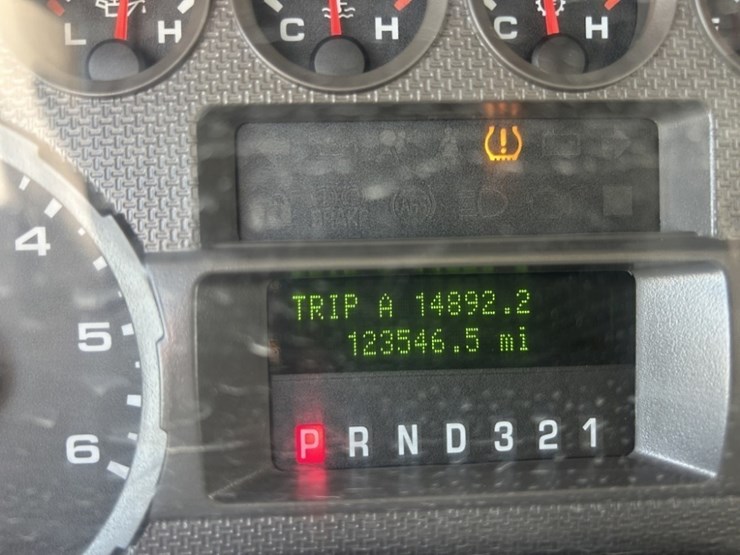 L H C H C H
4
5
6
TRIP A 14892.2
123546.5 mi
P R N D 3 2 1